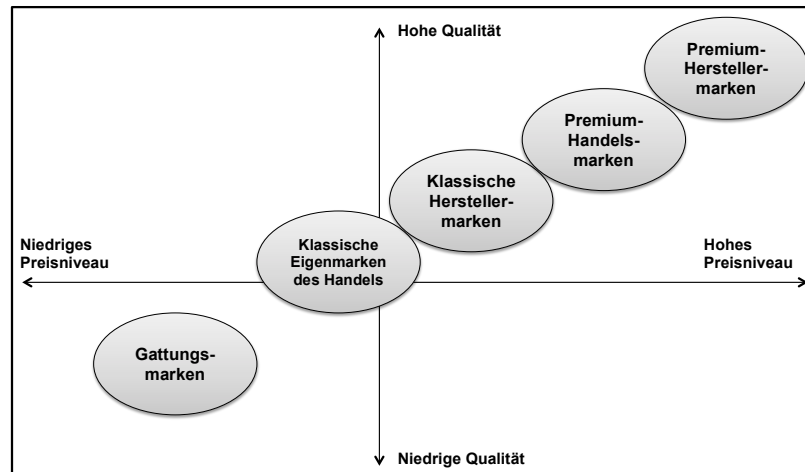 Hohe Qualität
Premium-
Hersteller-
marken
Premium-
Handels-
marken
Klassische
Hersteller-
marken
Niedriges
Preisniveau
Klassische
Eigenmarken
des Handels
Hohes
Preisniveau
Gattungs-
marken
Niedrige Qualität